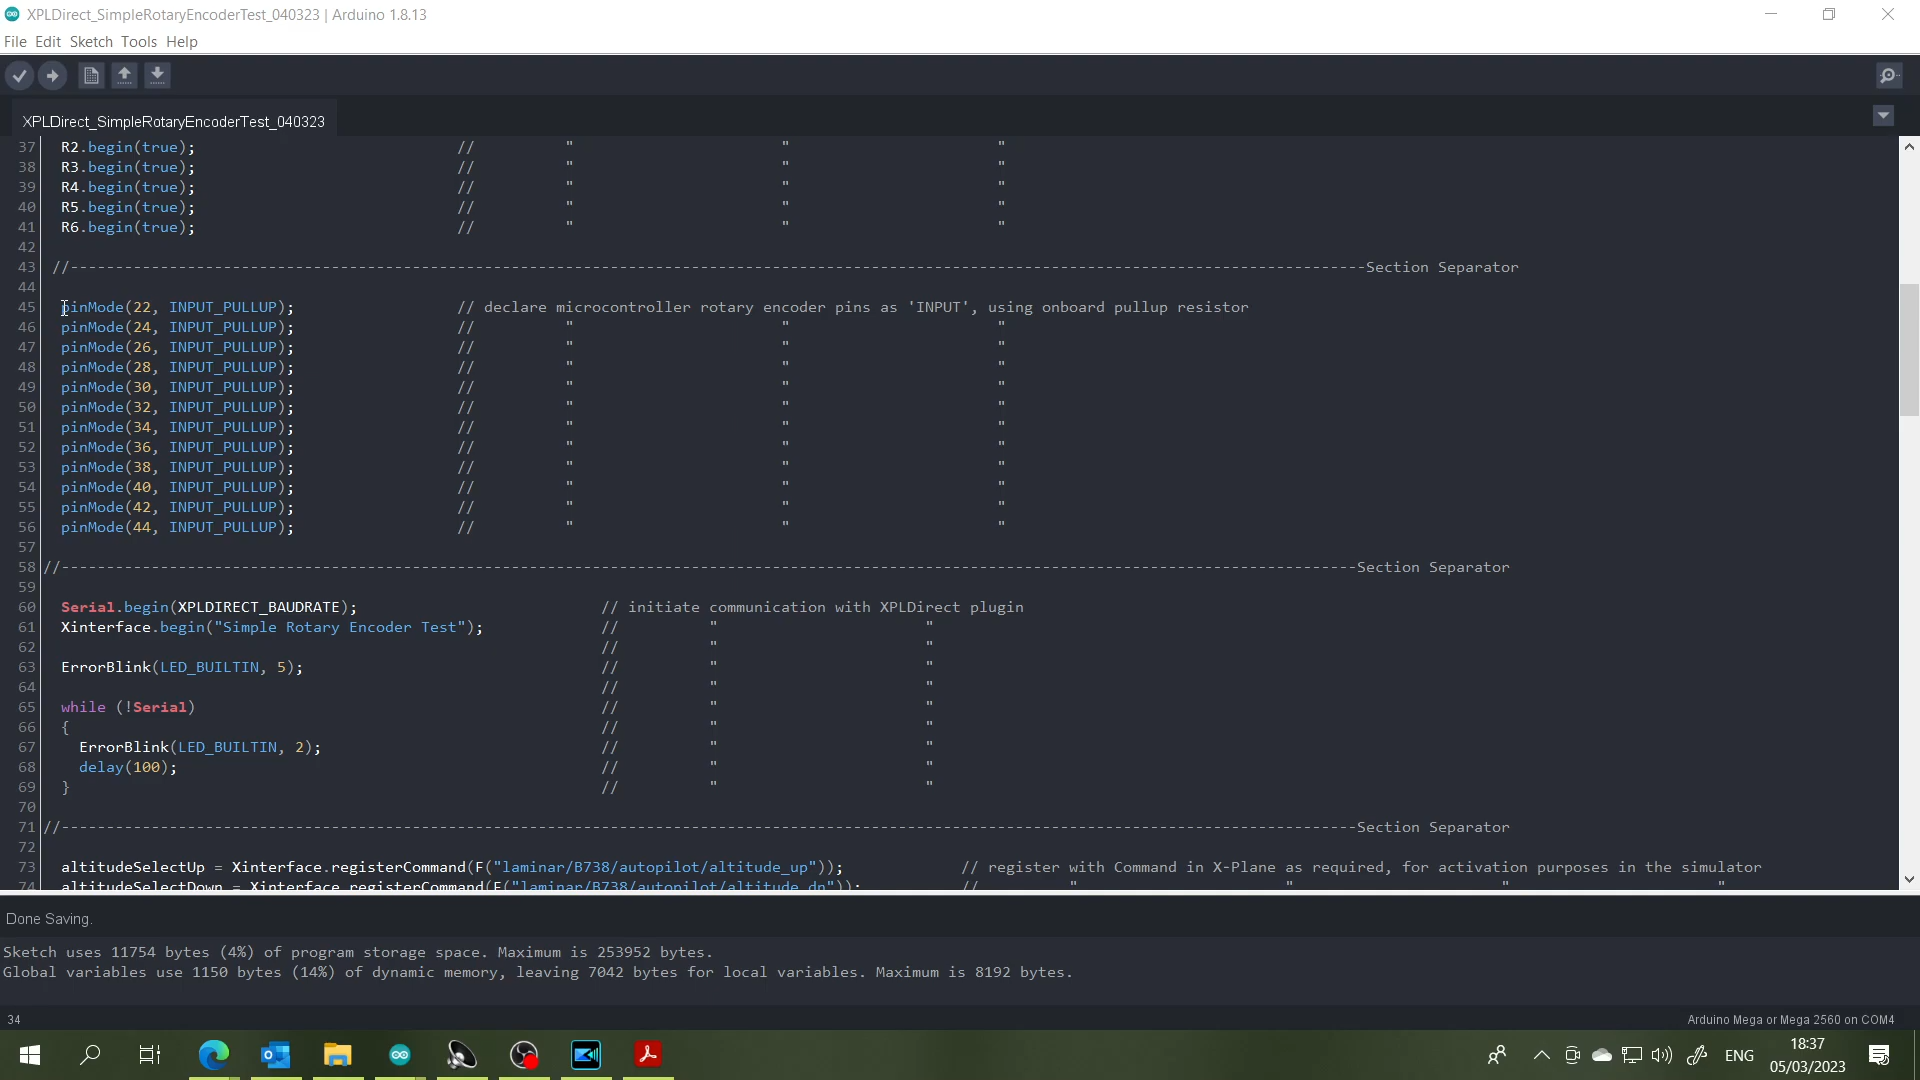 XPLDirect_SimpleRotaryEncoderTest_040323 | Arduino 1.8.13
File Edit Sketch Tools Help
XPLDirect_SimpleRotaryEncoderTest_040323
37 R2.begin(true); // " " "
38 R3.begin(true); // " " "
39 R4.begin(true); // " " "
40 R5.begin(true); // " " "
41 R6.begin(true); // " " "
42
43 //------------------------------------------------------------------------------------------------------------------------------------------------Section Separator
44
45 pinMode(22, INPUT_PULLUP); // declare microcontroller rotary encoder pins as 'INPUT', using onboard pullup resistor
46 pinMode(24, INPUT_PULLUP); // " " "
47 pinMode(26, INPUT_PULLUP); // " " "
48 pinMode(28, INPUT_PULLUP); // " " "
49 pinMode(30, INPUT_PULLUP); // " " "
50 pinMode(32, INPUT_PULLUP); // " " "
51 pinMode(34, INPUT_PULLUP); // " " "
52 pinMode(36, INPUT_PULLUP); // " " "
53 pinMode(38, INPUT_PULLUP); // " " "
54 pinMode(40, INPUT_PULLUP); // " " "
55 pinMode(42, INPUT_PULLUP); // " " "
56 pinMode(44, INPUT_PULLUP); // " " "
57
58 //------------------------------------------------------------------------------------------------------------------------------------------------Section Separator
59
60 Serial.begin(XPLDIRECT_BAUDRATE); // initiate communication with XPLDirect plugin
61 Xinterface.begin("Simple Rotary Encoder Test"); // " "
62 // " "
63 ErrorBlink(LED_BUILTIN, 5); // " "
64 // " "
65 while (!Serial) // " "
66 { // " "
67 ErrorBlink(LED_BUILTIN, 2); // " "
68 delay(100); // " "
69 } // " "
70
71 //------------------------------------------------------------------------------------------------------------------------------------------------Section Separator
72
73 altitudeSelectUp = Xinterface.registerCommand(F("laminar/B738/autopilot/altitude_up")); // register with Command in X-Plane as required, for activation purposes in the simulator
74 altitudeSelectDown = Xinterface.registerCommand(F("laminar/B738/autopilot/altitude_dn")); // " " " "
Done Saving.
Sketch uses 11754 bytes (4%) of program storage space. Maximum is 253952 bytes.
Global variables use 1150 bytes (14%) of dynamic memory, leaving 7042 bytes for local variables. Maximum is 8192 bytes.
34 Arduino Mega or Mega 2560 on COM4
ENG
18:37
05/03/2023